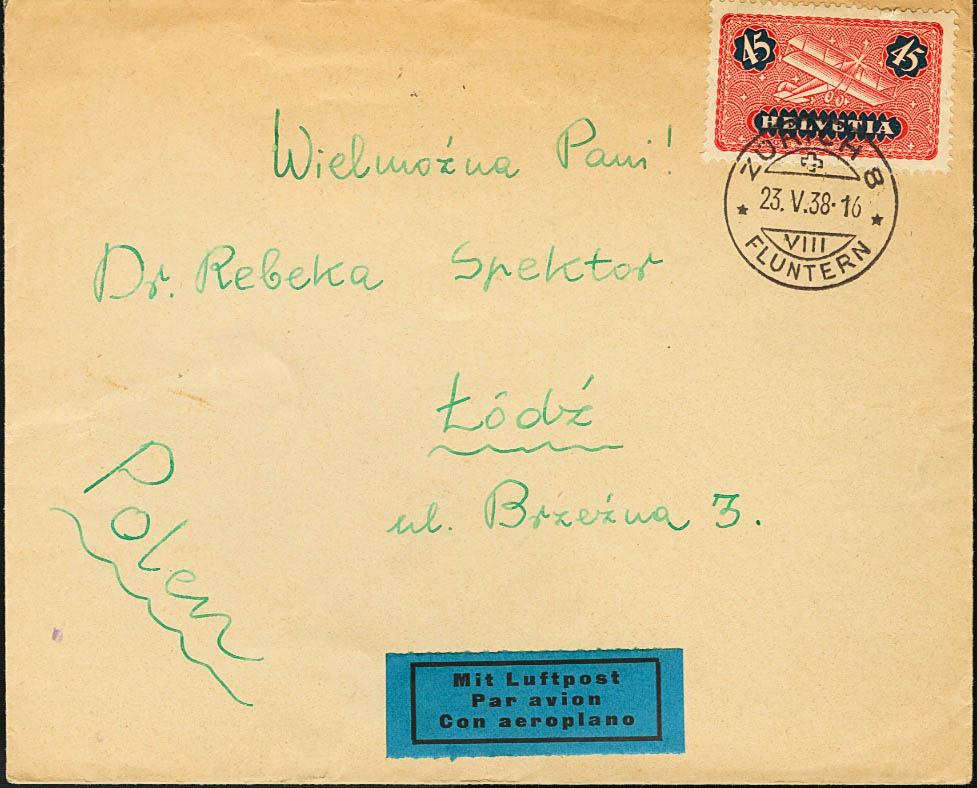 45 45
HELVETIA
ZÜRICH 8
23. V. 38-16
VIII
FLUNTERN
Wielmożna Pani!
Dr. Rebeka Spektor
Łódź
ul. Brzeźna 3.
Polen
Mit Luftpost
Par avion
Con aeroplano